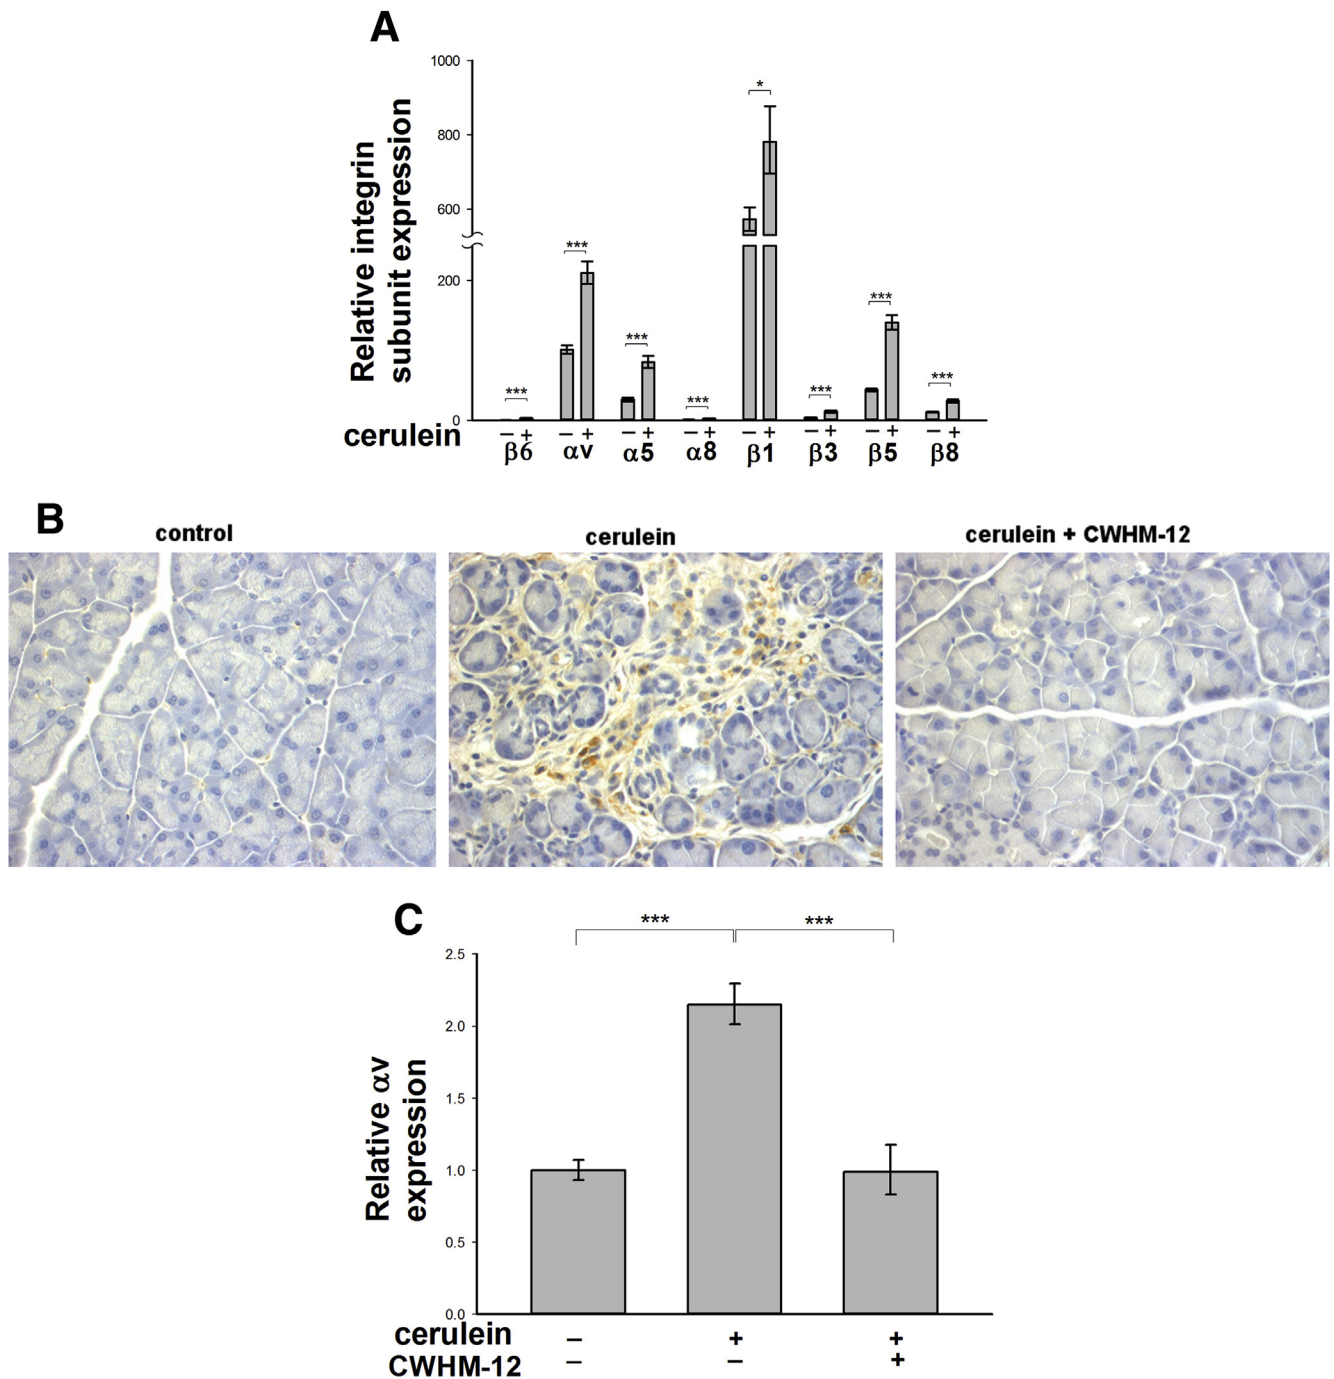 A
Relative integrin
subunit expression
1000
800
600
200
0
***
***
***
***
*
***
***
***
cerulein
– + – + – + – + – + – + – + – +
β6 αv α5 α8 β1 β3 β5 β8
B
control
cerulein
cerulein + CWHM-12
C
Relative αv
expression
2.5
2.0
1.5
1.0
0.5
0.0
*** ***
cerulein – + +
CWHM-12 – – +